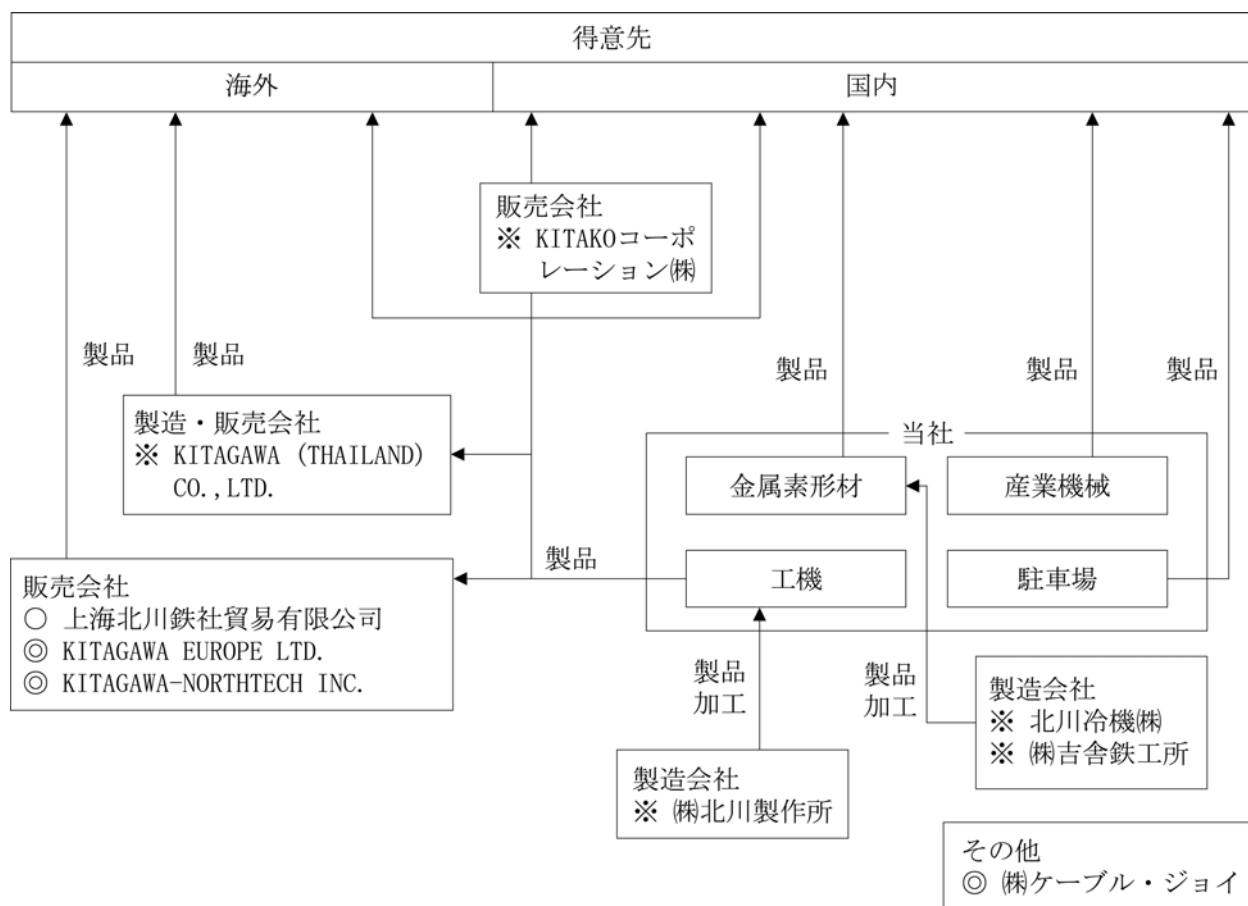 得意先
海外
国内
販売会社
※ KITAKOコーポ
レーション㈱
製品
製品
製品
製品
製品
製造・販売会社
※ KITAGAWA (THAILAND)
CO.,LTD.
当社
金属素形材
産業機械
製品
工機
駐車場
販売会社
○ 上海北川鉄社貿易有限公司
◎ KITAGAWA EUROPE LTD.
◎ KITAGAWA-NORTHTECH INC.
製品
加工
製品
加工
製造会社
※ 北川冷機㈱
※ ㈱吉舎鉄工所
製造会社
※ ㈱北川製作所
その他
◎ ㈱ケーブル・ジョイ